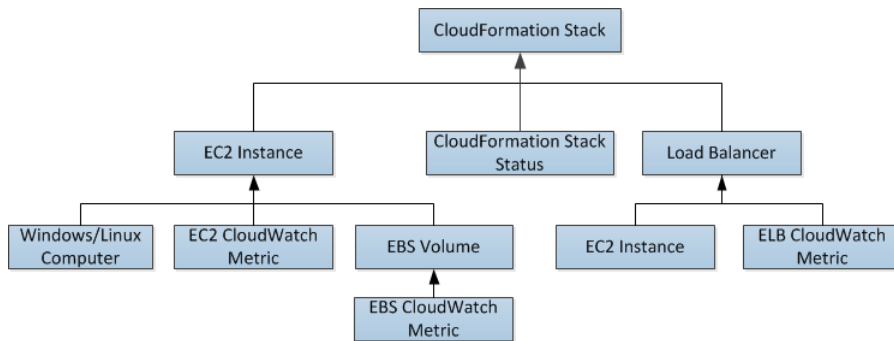 CloudFormation Stack
EC2 Instance
CloudFormation Stack
Status
Load Balancer
Windows/Linux
Computer
EC2 CloudWatch
Metric
EBS Volume
EC2 Instance
ELB CloudWatch
Metric
EBS CloudWatch
Metric